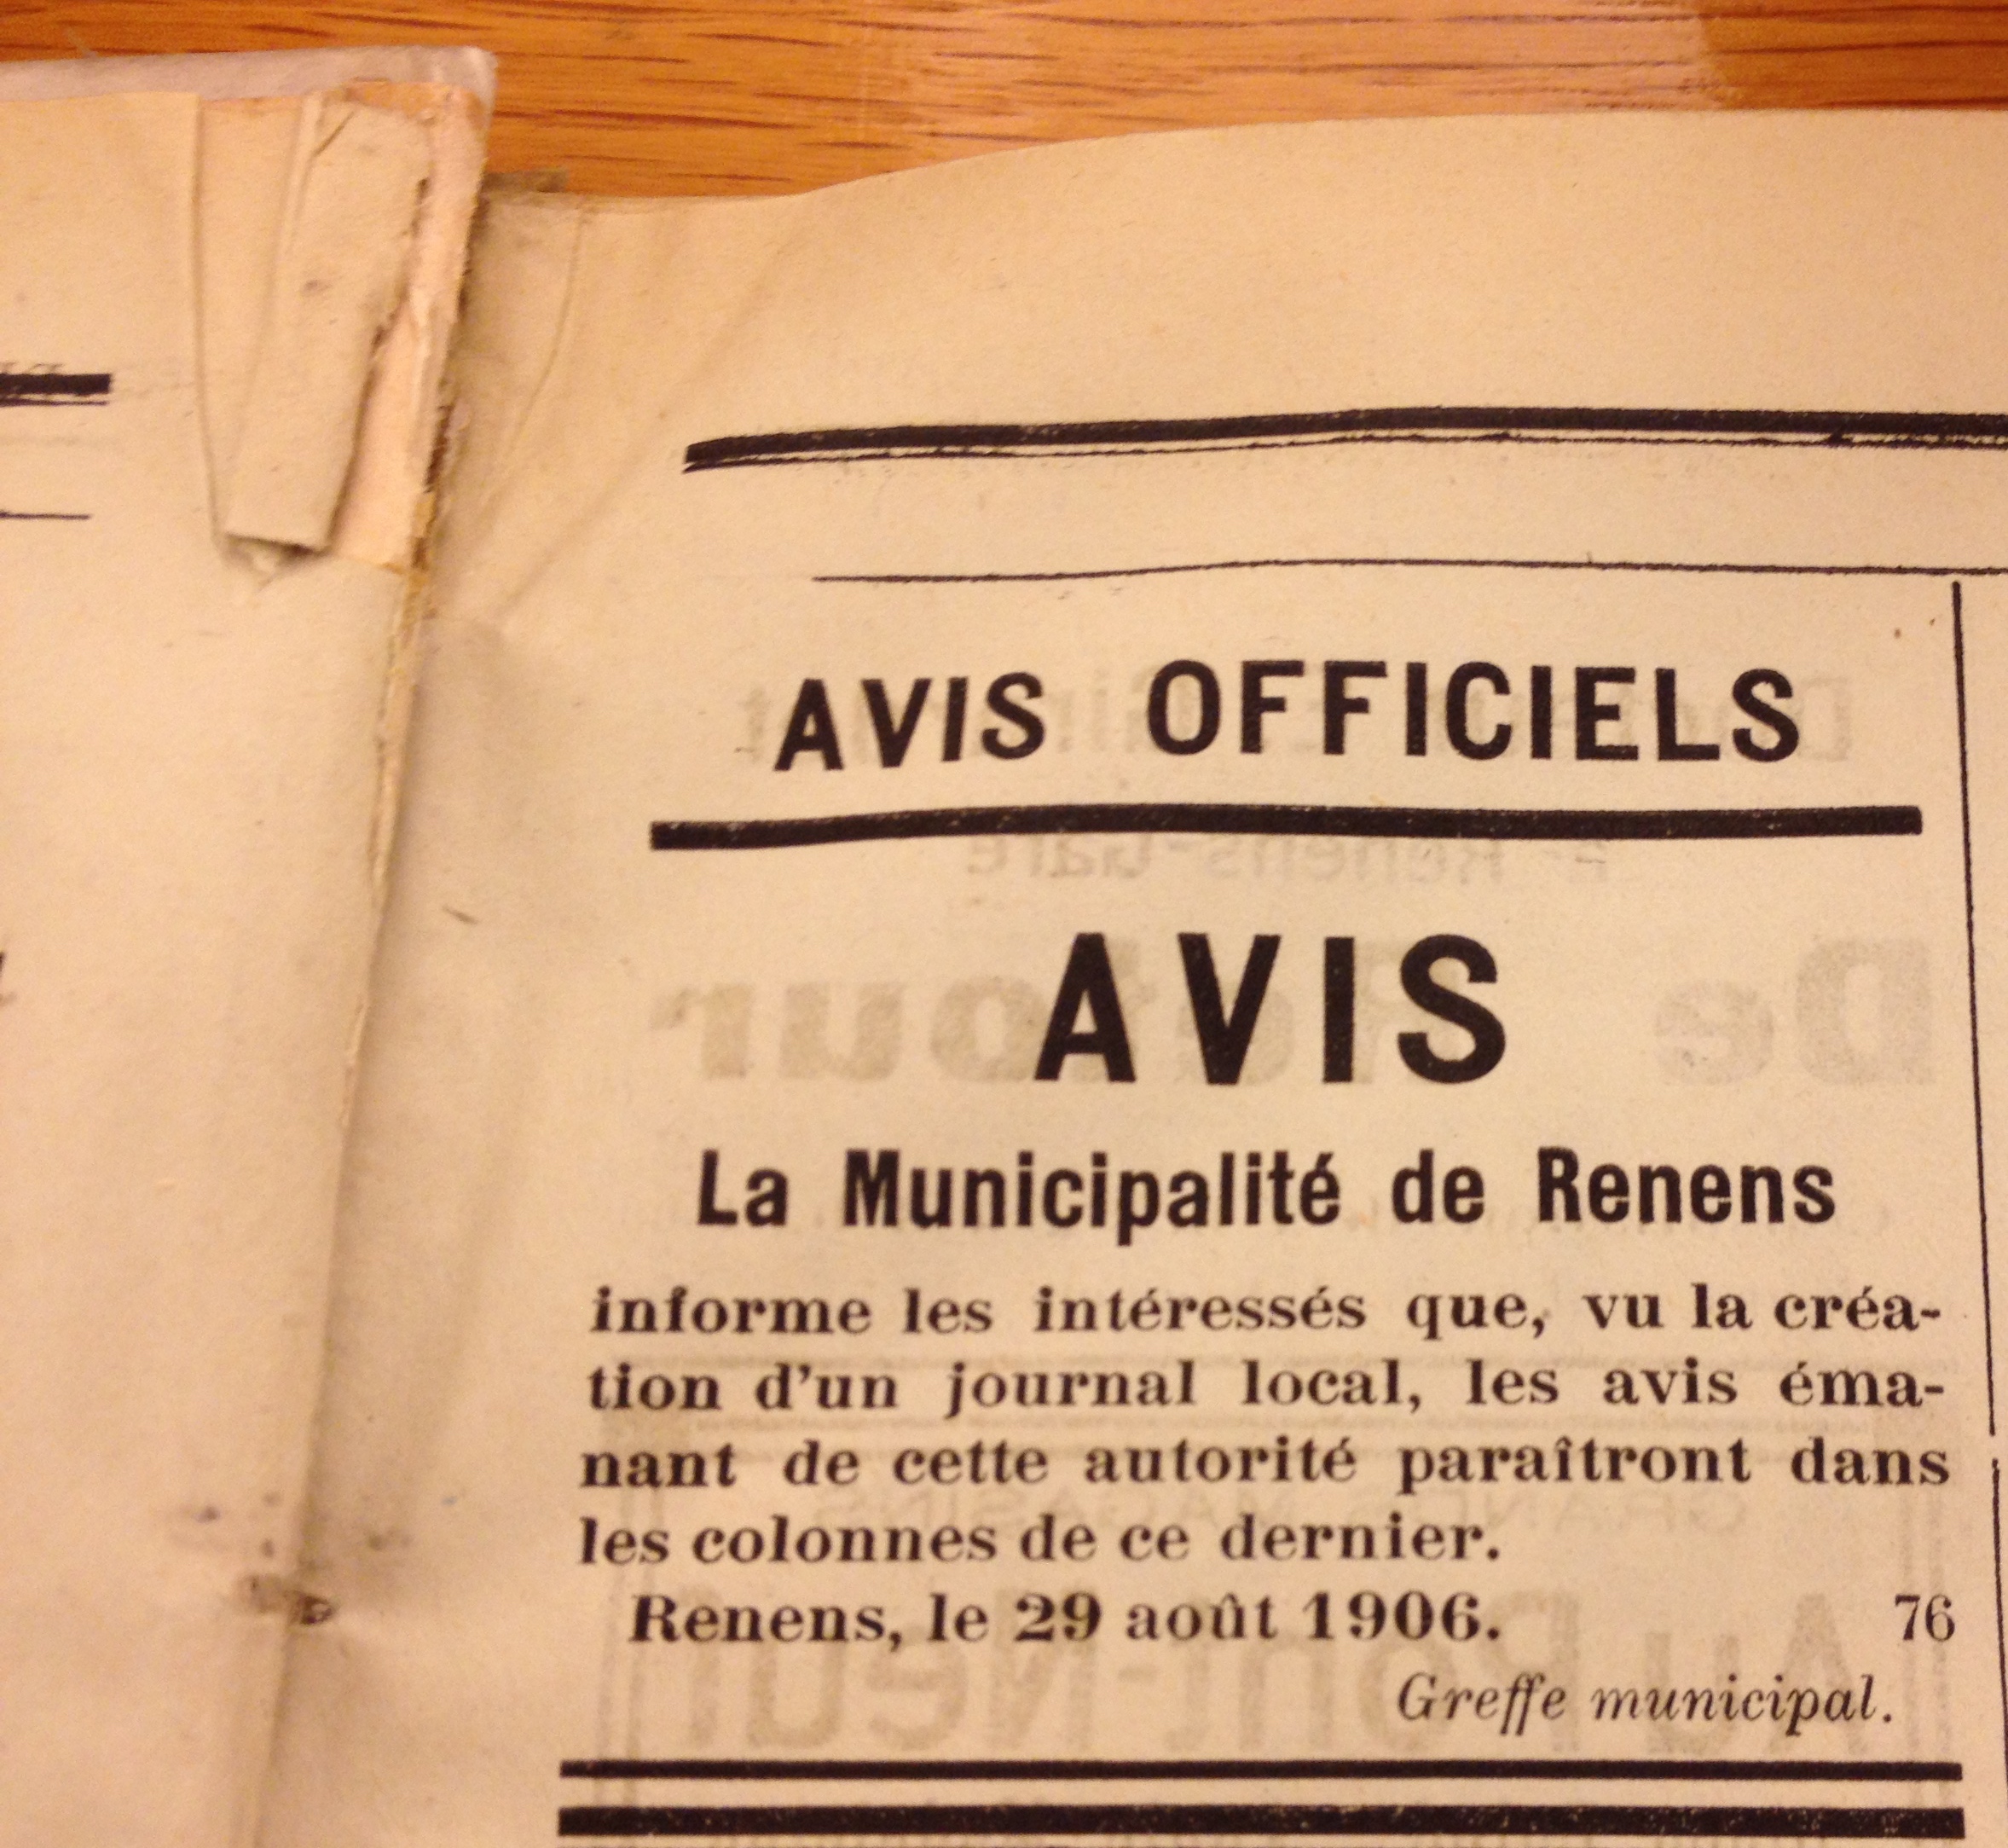 AVIS OFFICIELS
AVIS
La Municipalité de Renens
informe les intéressés que, vu la créa-
tion d'un journal local, les avis éma-
nant de cette autorité paraîtront dans
les colonnes de ce dernier.
Renens, le 29 août 1906. 76
Greffe municipal.